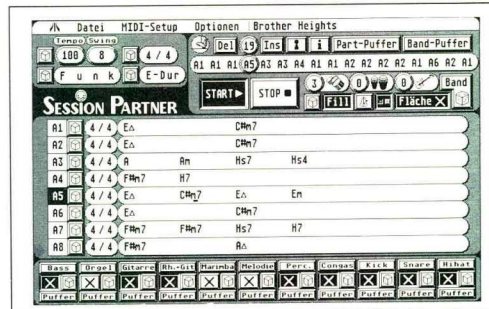 Datei MIDI-Setup Optionen Brother Heights
Tempo Swing
100 8 4/4
Funk E-Dur
Del 19 Ins i Part-Puffer Band-Puffer
A1 A1 A1 A5 A3 A3 A4 A1 A1 A2 A3 A2 A2 A2 A2 A1 A6 A2 A1
START STOP
3 0 0 Band
Fill Fläche
SESSION PARTNER
A1 4/4 E△ C#m7
A2 4/4 E△ C#m7
A3 4/4 A Am Hs7 Hs4
A4 4/4 F#m7 H7
A5 4/4 E△ C#m7 E△ Em
A6 4/4 E△ C#m7
A7 4/4 F#m7 F#m7 Hs7 H7
A8 4/4 F#m7 A△
Bass Orgel Gitarre Rh.-Git Marimba Melodie Perc. Congas Kick Snare Hihat
Puffer Puffer Puffer Puffer Puffer Puffer Puffer Puffer Puffer Puffer Puffer